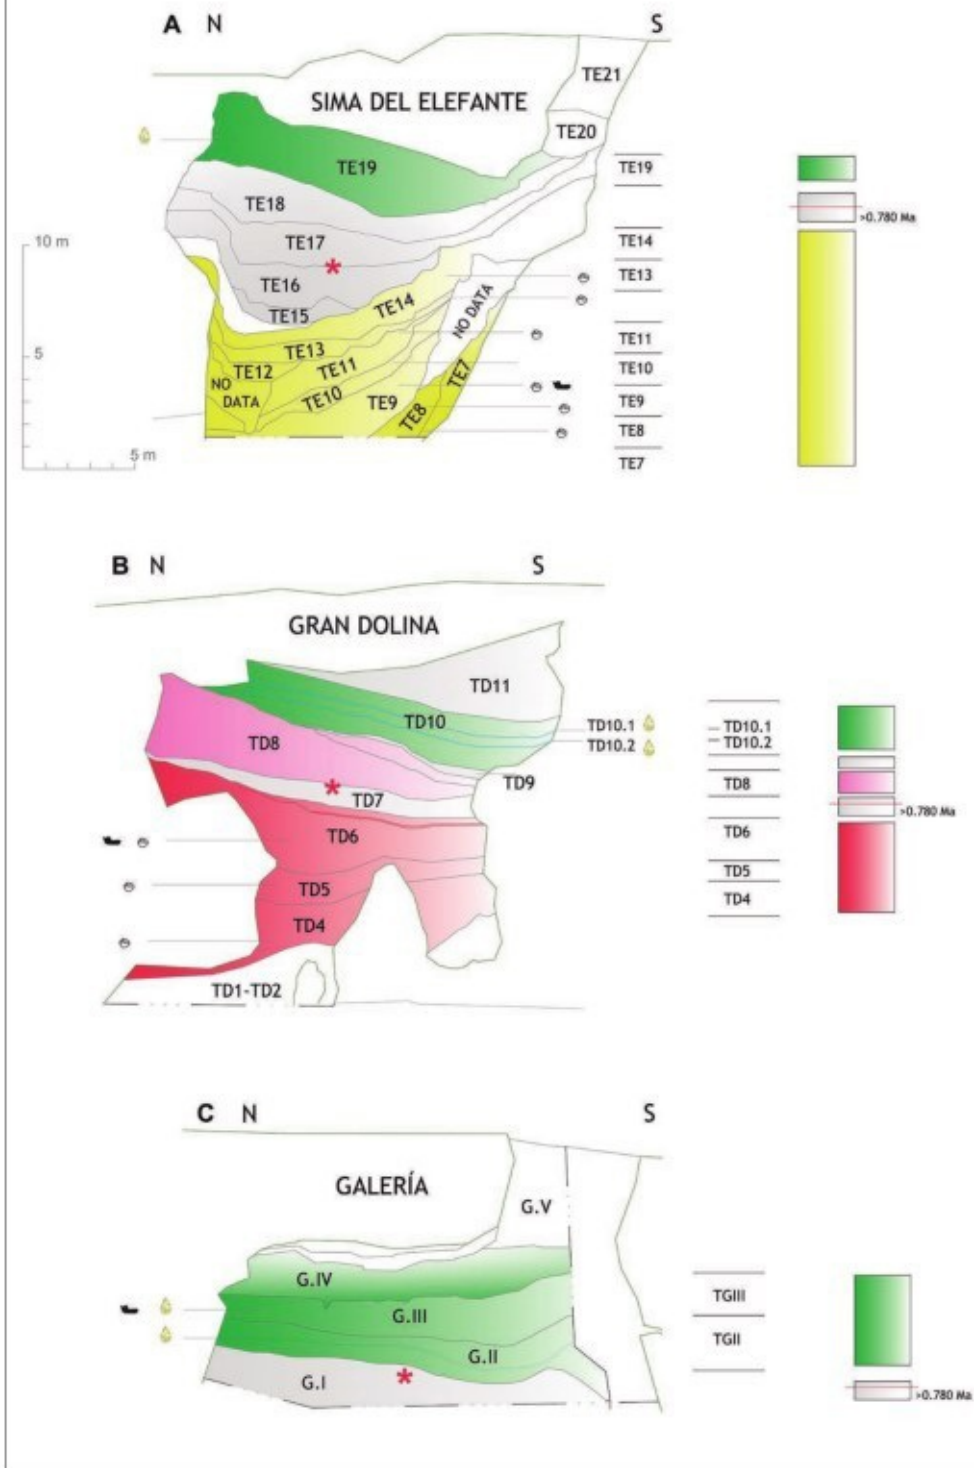 A N S
TE21
SIMA DEL ELEFANTE
TE20
TE19 TE19
TE18
>0.780 Ma
10 m TE17 TE14
* TE13
TE16
TE14
TE15 NO DATA
TE13 TE11
5 TE12 TE11 TE10
TE7
NO DATA TE10 TE9 TE9
TE8 TE8
5 m TE7
B N S
GRAN DOLINA
TD11
TD10 TD10.1 TD10.1
TD8 TD10.2 TD10.2
TD9 TD8
* TD7
>0.780 Ma
TD6 TD6
TD5 TD5
TD4 TD4
TD1-TD2
C N S
GALERÍA
G.V
G.IV
TGIII
G.III
TGII
G.II
G.I *
>0.780 Ma